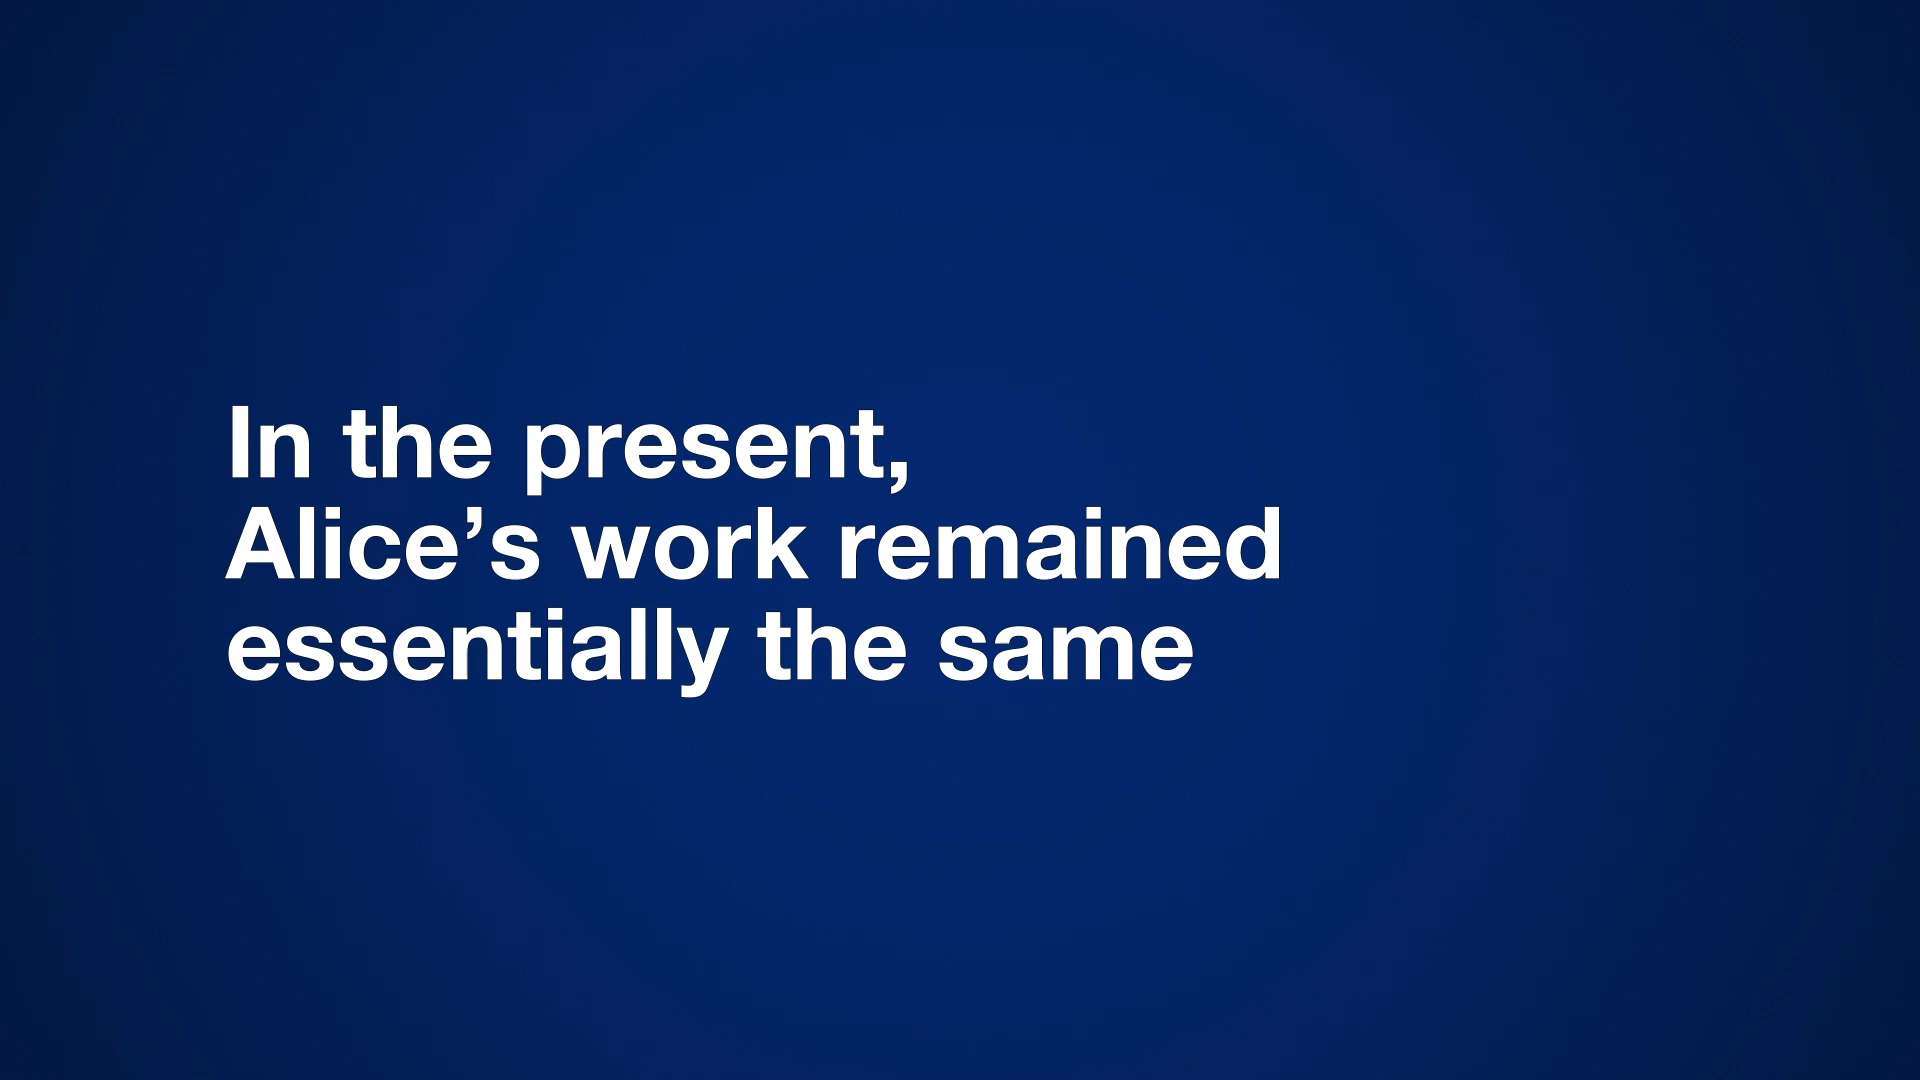 In the present,
Alice’s work remained
essentially the same